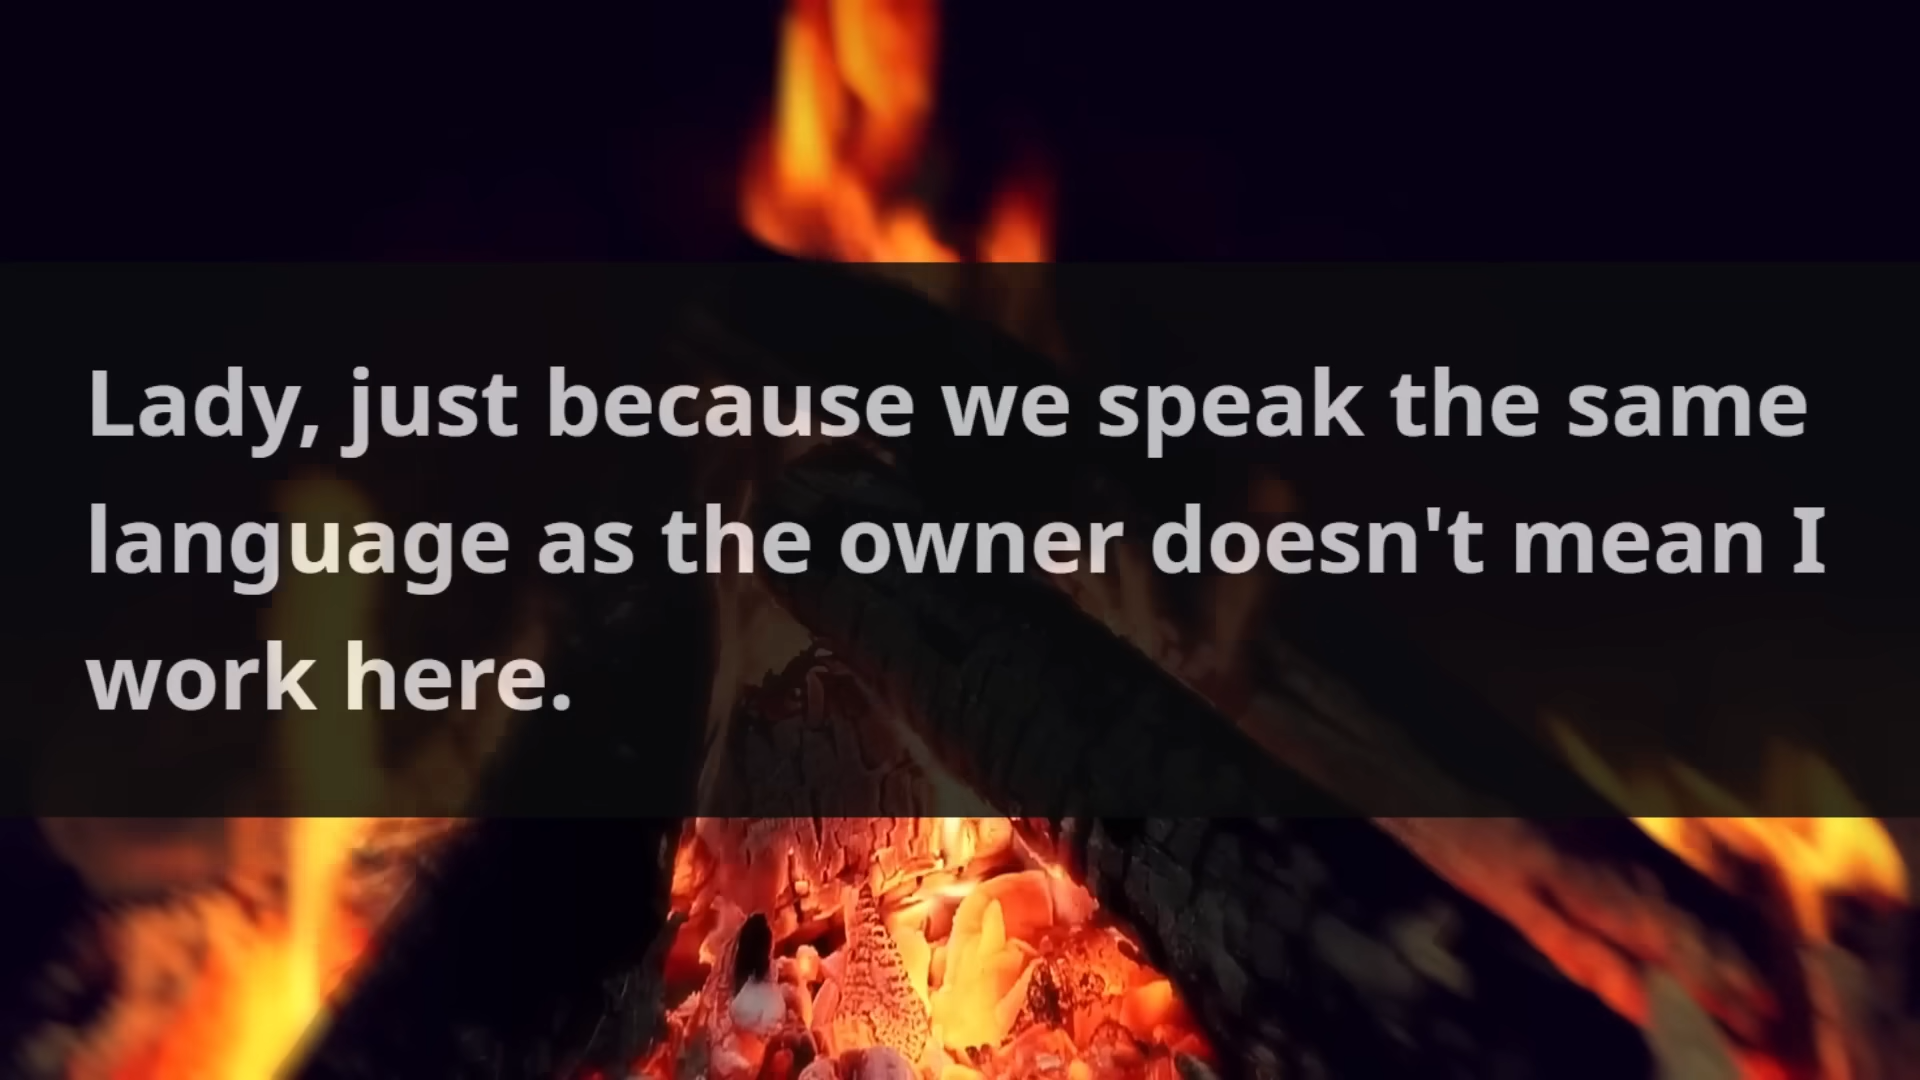 Lady, just because we speak the same
language as the owner doesn't mean I
work here.